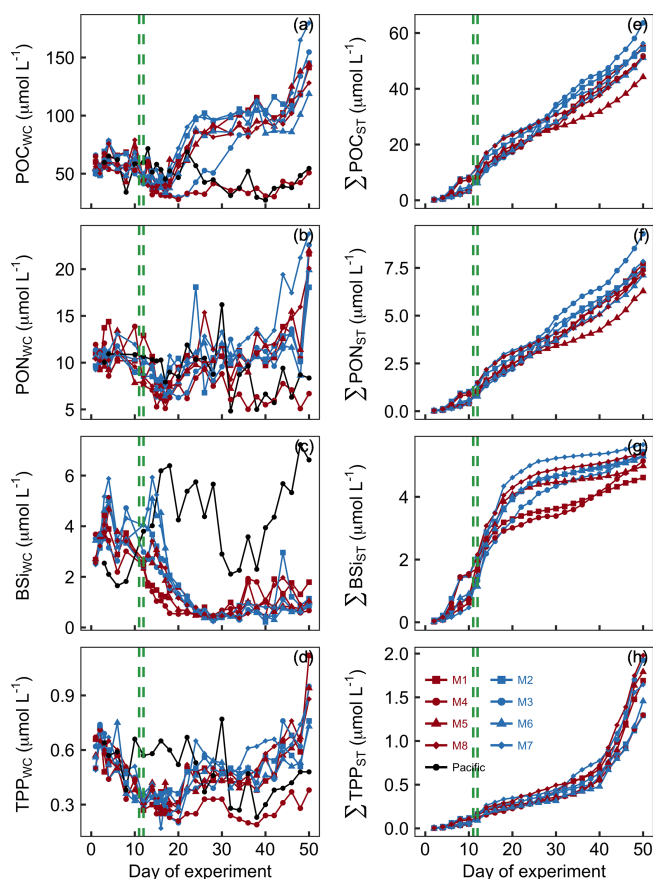 (a)
POC_WC (μmol L⁻¹)
150
100
50
(b)
PON_WC (μmol L⁻¹)
20
15
10
5
(c)
BSi_WC (μmol L⁻¹)
6
4
2
0
(d)
TPP_WC (μmol L⁻¹)
0.9
0.6
0.3
0 10 20 30 40 50
Day of experiment
(e)
∑ POC_ST (μmol L⁻¹)
60
40
20
0
(f)
∑ PON_ST (μmol L⁻¹)
7.5
5.0
2.5
0.0
(g)
∑ BSi_ST (μmol L⁻¹)
4
2
0
(h)
∑ TPP_ST (μmol L⁻¹)
2.0
1.5
1.0
0.5
0.0
M1 M2
M4 M3
M5 M6
M8 M7
Pacific
0 10 20 30 40 50
Day of experiment